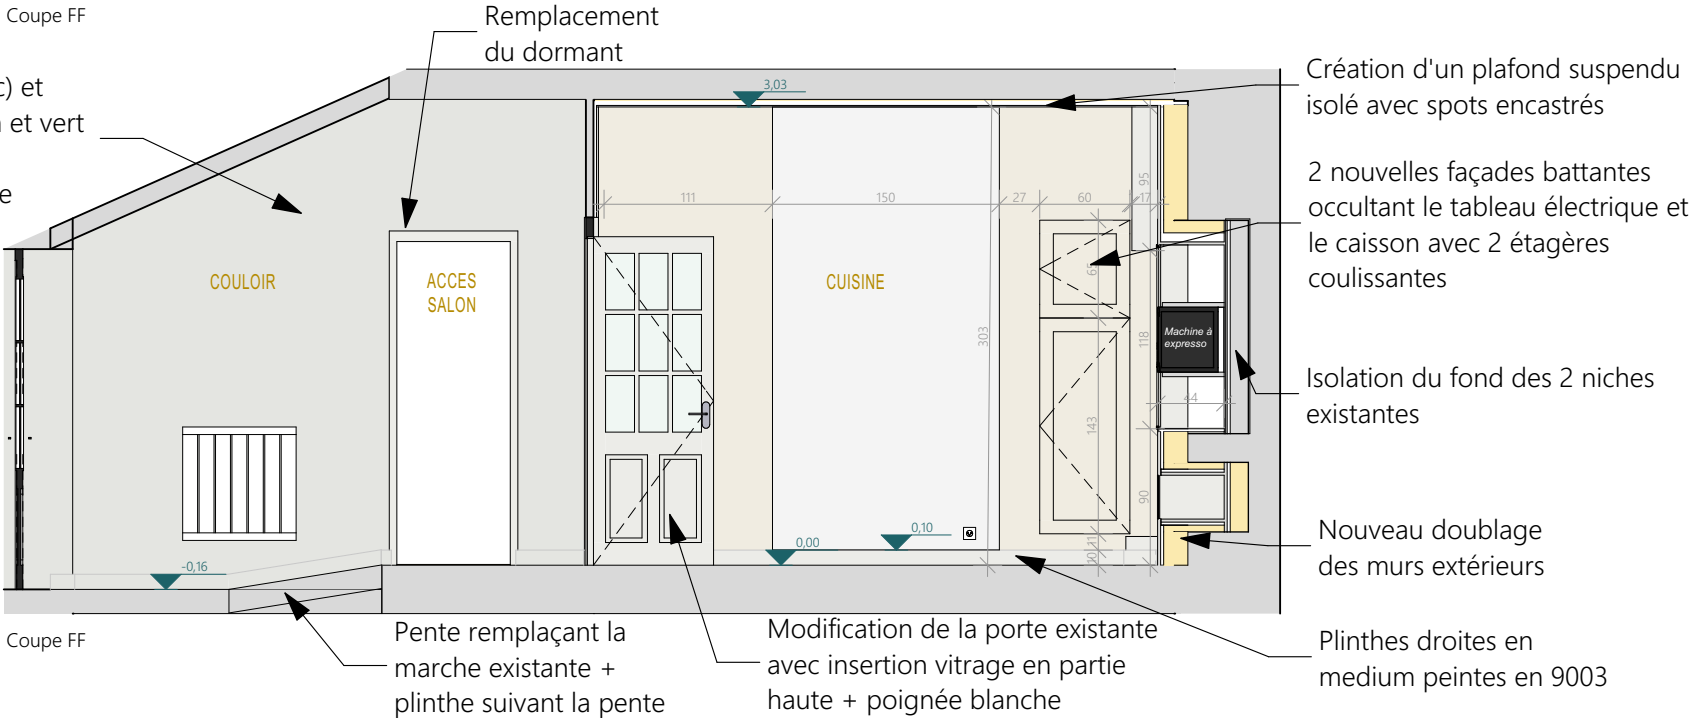 Coupe FF
Remplacement
du dormant
c) et
et vert
e
Création d'un plafond suspendu
isolé avec spots encastrés
2 nouvelles façades battantes
occultant le tableau électrique et
le caisson avec 2 étagères
coulissantes
Isolation du fond des 2 niches
existantes
Nouveau doublage
des murs extérieurs
Plinthes droites en
medium peintes en 9003
3,03
111
150
27
60
17
95
COULOIR
ACCES
SALON
CUISINE
65
303
118
Machine à
expresso
44
143
90
0,10
0,00
11
10
-0,16
Coupe FF
Pente remplaçant la
marche existante +
plinthe suivant la pente
Modification de la porte existante
avec insertion vitrage en partie
haute + poignée blanche